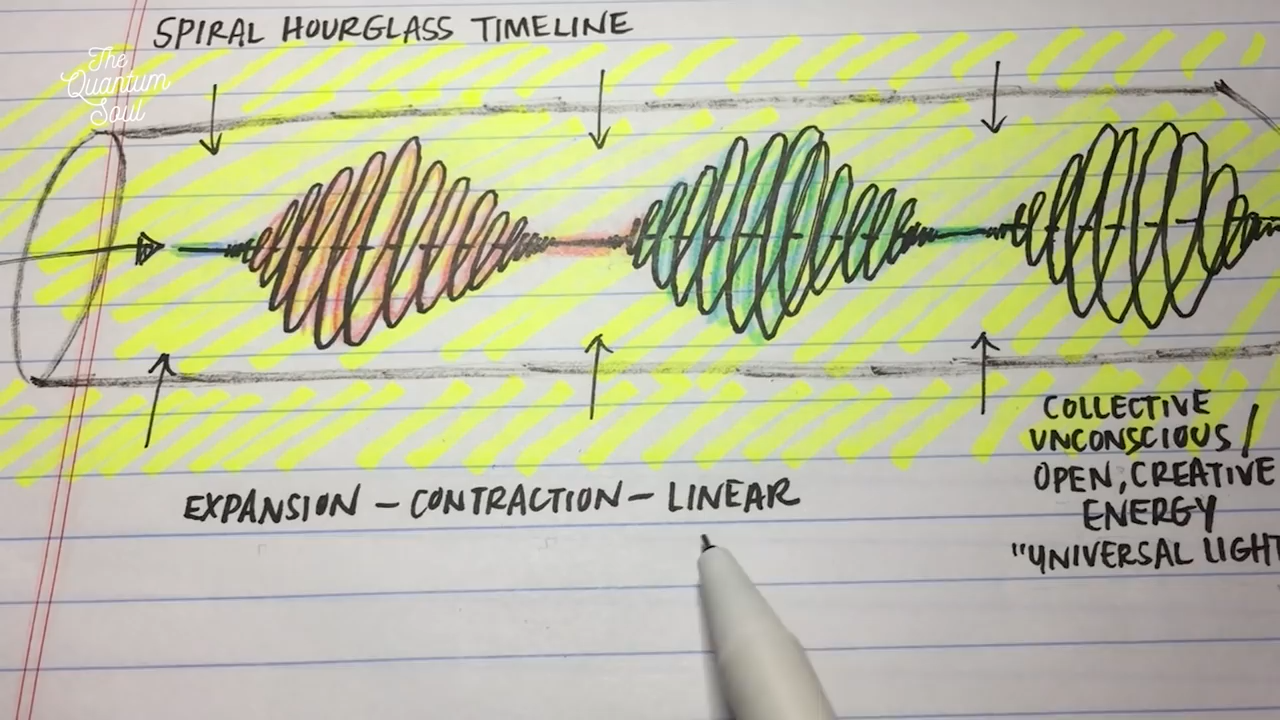 SPIRAL HOURGLASS TIMELINE
The
Quantum
Soul
EXPANSION - CONTRACTION - LINEAR
COLLECTIVE
UNCONSCIOUS /
OPEN, CREATIVE
ENERGY
"UNIVERSAL LIGHT